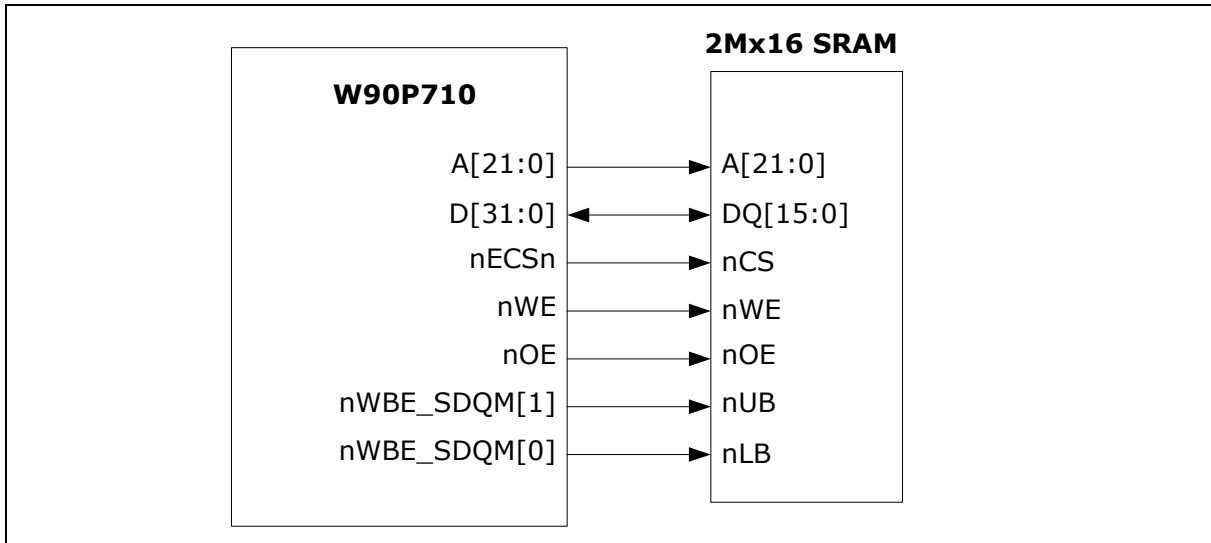 2Mx16 SRAM
W90P710
A[21:0] A[21:0]
D[31:0] DQ[15:0]
nECSn nCS
nWE nWE
nOE nOE
nWBE_SDQM[1] nUB
nWBE_SDQM[0] nLB